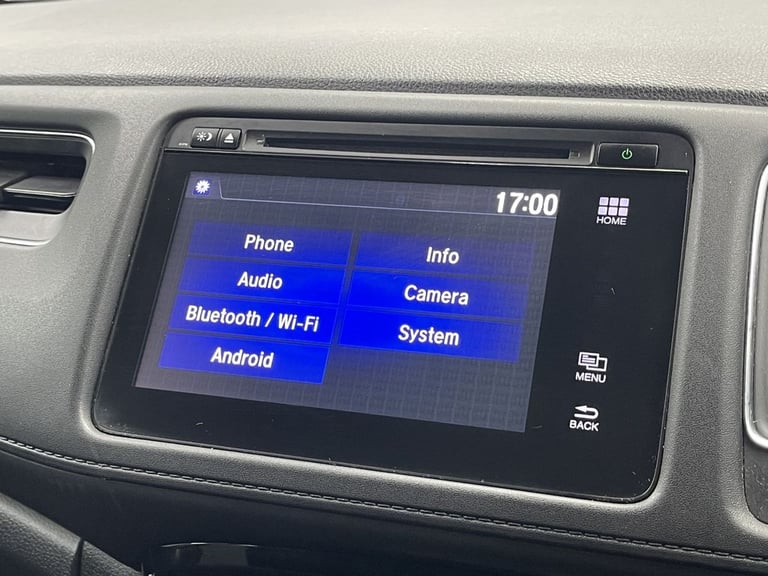 17:00
HOME
Phone
Info
Audio
Camera
Bluetooth / Wi-Fi
System
Android
MENU
BACK